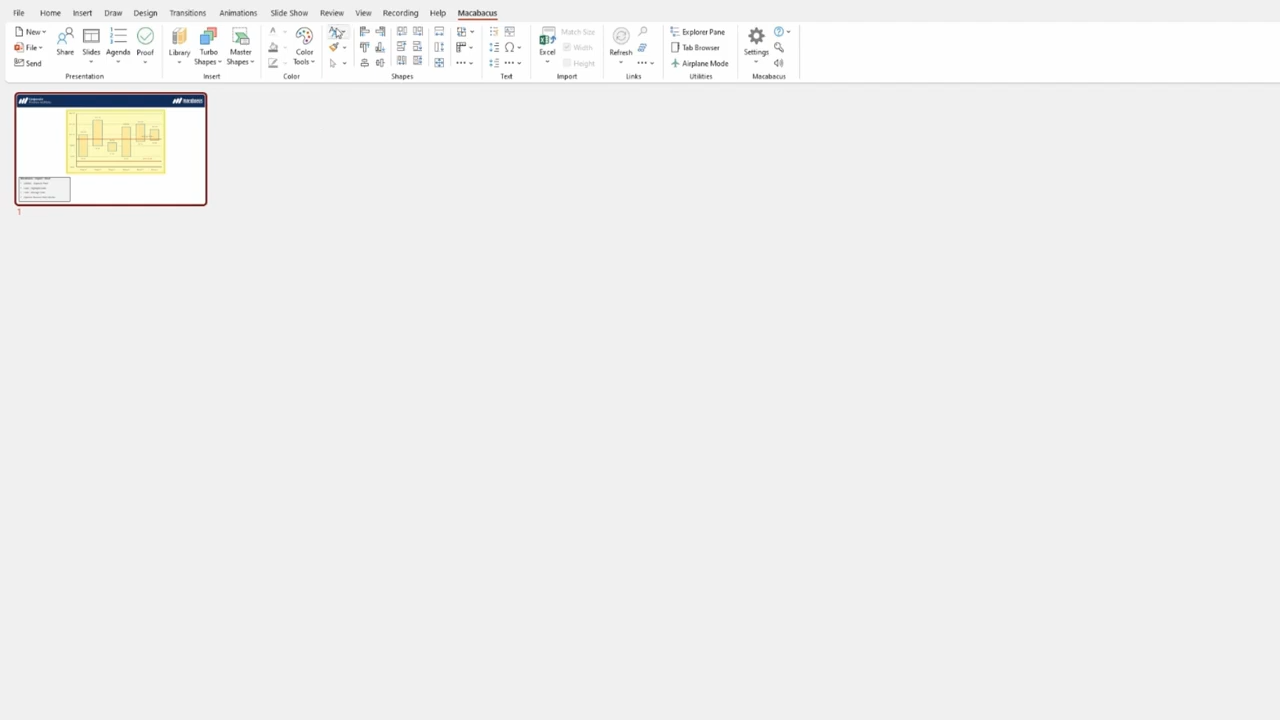 File Home Insert Draw Design Transitions Animations Slide Show Review View Recording Help Macabacus
New
File
Send
Share
Slides
Agenda
Proof
Presentation
Library
Turbo
Shapes
Master
Shapes
Insert
Color
Tools
Color
Shapes
Text
Excel
Match Size
Width
Height
Import
Refresh
Links
Explorer Pane
Tab Browser
Airplane Mode
Utilities
Settings
Macabacus
macabacus
1